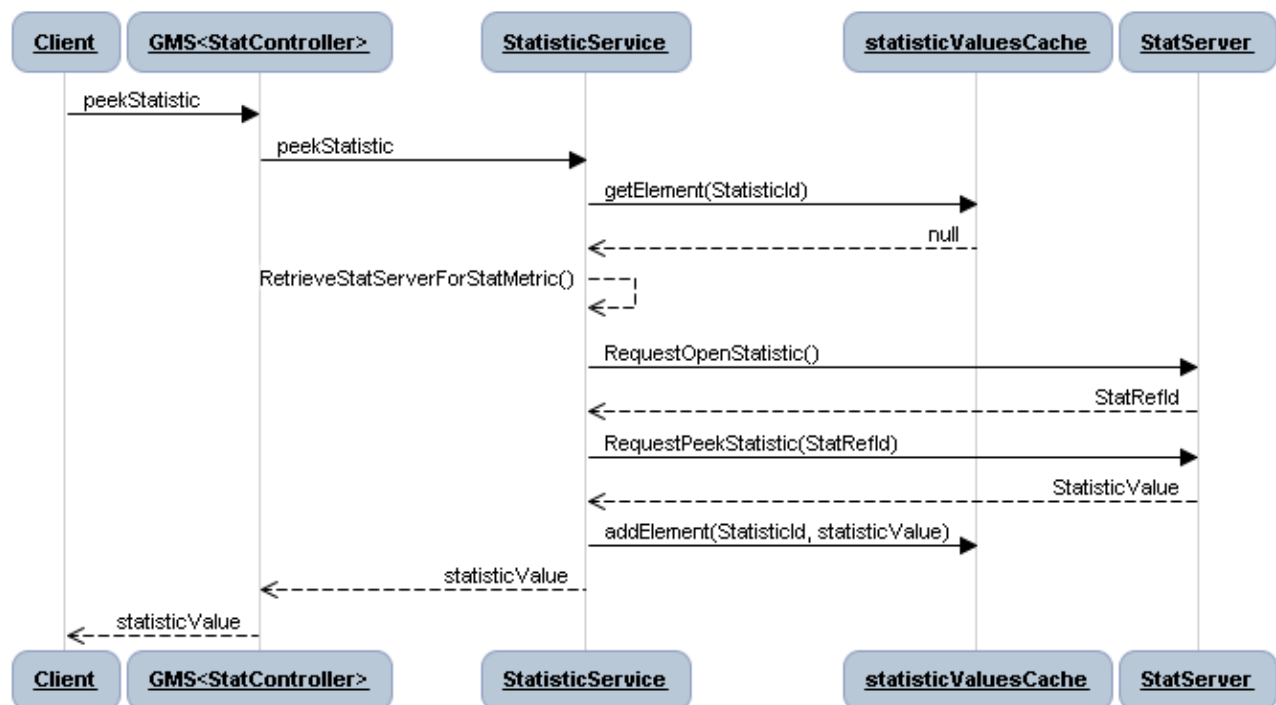 Client GMS<StatController> StatisticService statisticValuesCache StatServer
peekStatistic
peekStatistic
getElement(StatisticId)
null
RetrieveStatServerForStatMetric()
RequestOpenStatistic()
StatRefId
RequestPeekStatistic(StatRefId)
StatisticValue
addElement(StatisticId, statisticValue)
statisticValue
statisticValue
Client GMS<StatController> StatisticService statisticValuesCache StatServer